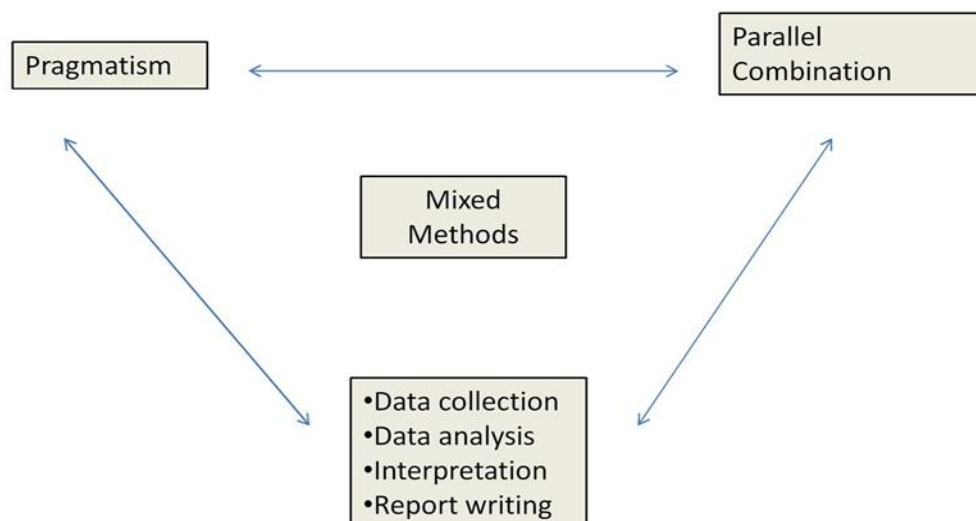 Pragmatism
Parallel
Combination
Mixed
Methods
•Data collection
•Data analysis
•Interpretation
•Report writing